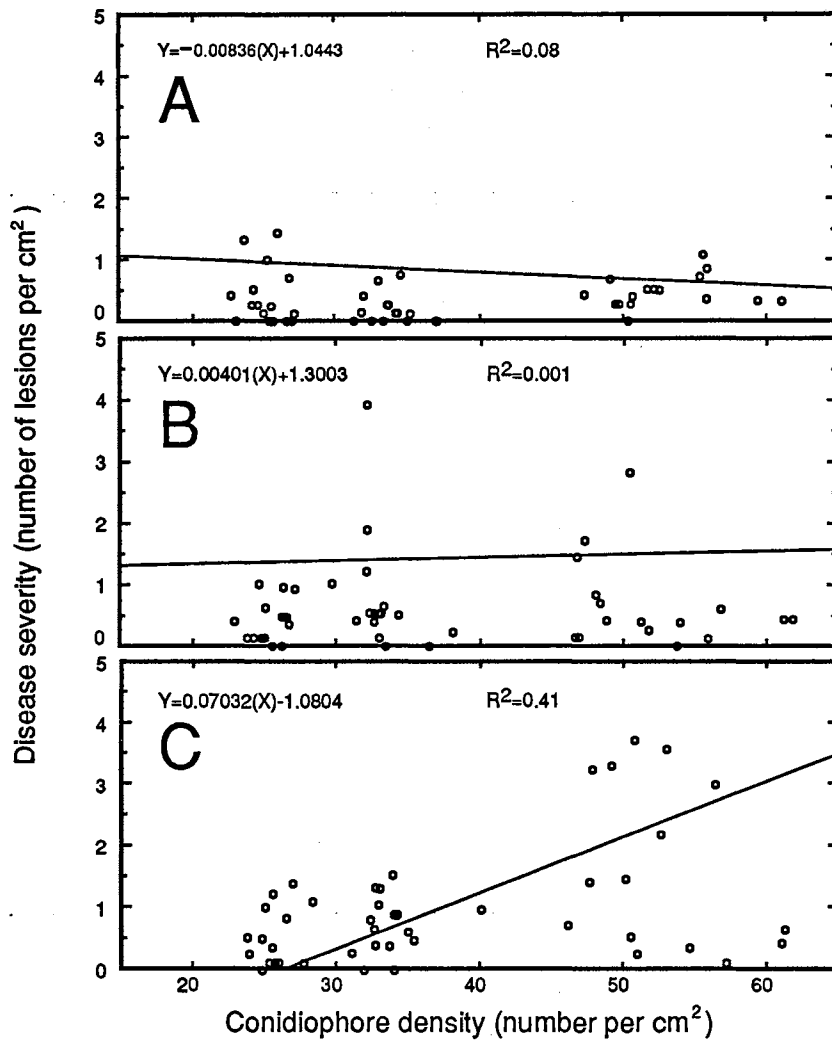 Disease severity (number of lesions per cm²)
5
Y=−0.00836(X)+1.0443
R²=0.08
4
A
3
2
1
0
5
Y=0.00401(X)+1.3003
R²=0.001
4
B
3
2
1
0
5
Y=0.07032(X)-1.0804
R²=0.41
4
C
3
2
1
0
20 30 40 50 60
Conidiophore density (number per cm²)